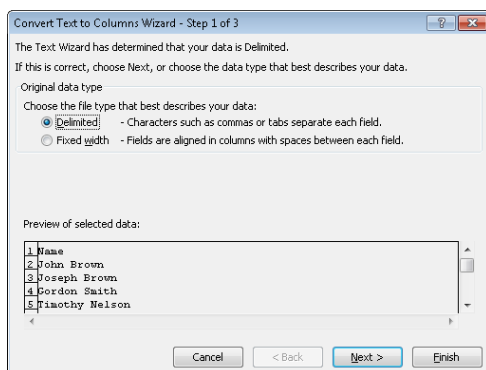 Convert Text to Columns Wizard - Step 1 of 3
The Text Wizard has determined that your data is Delimited.
If this is correct, choose Next, or choose the data type that best describes your data.
Original data type
Choose the file type that best describes your data:
Delimited - Characters such as commas or tabs separate each field.
Fixed width - Fields are aligned in columns with spaces between each field.
Preview of selected data:
1 Name
2 John Brown
3 Joseph Brown
4 Gordon Smith
5 Timothy Nelson
Cancel < Back Next > Finish